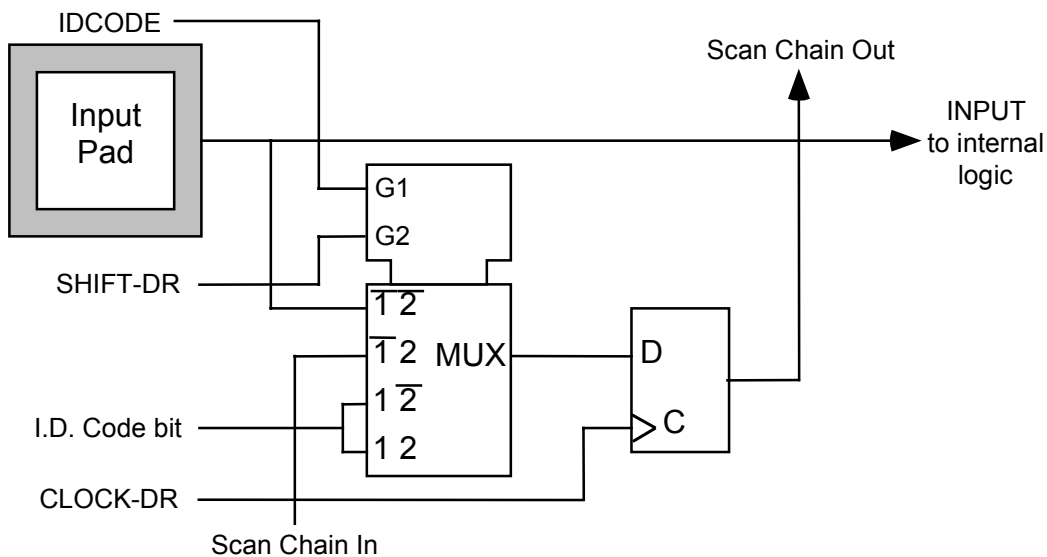 IDCODE
Input
Pad
Scan Chain Out
INPUT
to internal
logic
G1
G2
SHIFT-DR
1̅ 2̅
1̅ 2
MUX
1 2̅
1 2
D
C
I.D. Code bit
CLOCK-DR
Scan Chain In